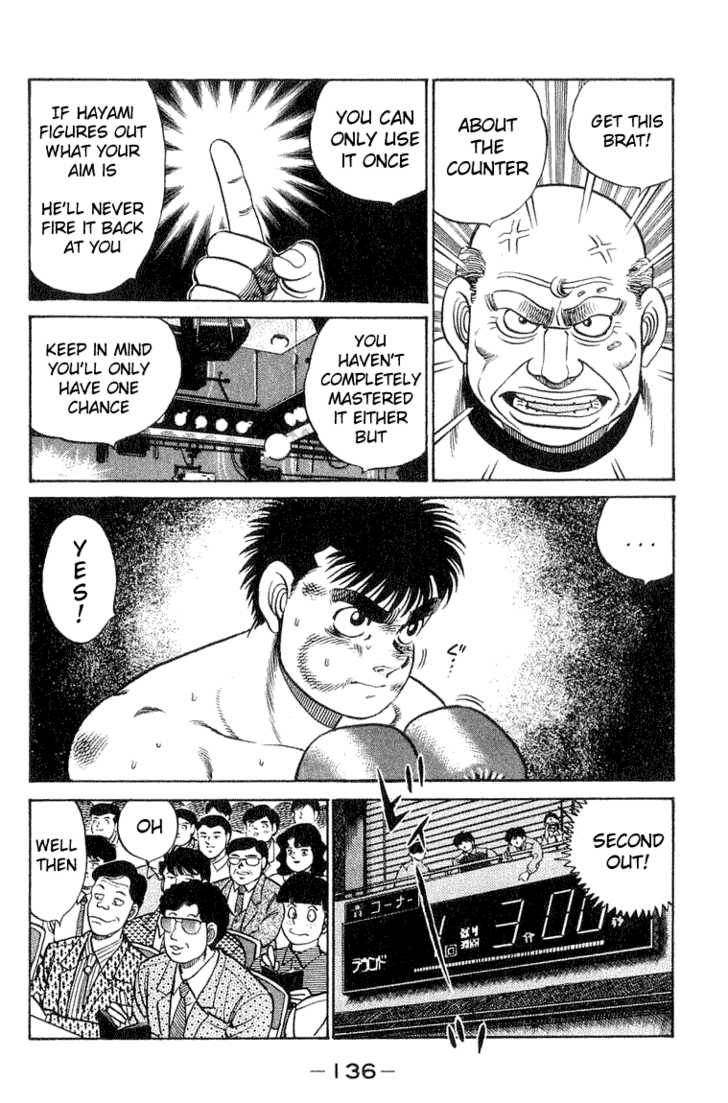 GET THIS
BRAT!
ABOUT
THE
COUNTER
YOU CAN
ONLY USE
IT ONCE
IF HAYAMI
FIGURES OUT
WHAT YOUR
AIM IS
HE'LL NEVER
FIRE IT BACK
AT YOU
YOU
HAVEN'T
COMPLETELY
MASTERED
IT EITHER
BUT
KEEP IN MIND
YOU'LL ONLY
HAVE ONE
CHANCE
...
YES!
SECOND
OUT!
コーナー
3分00
ラウンド
OH
WELL
THEN
-136-